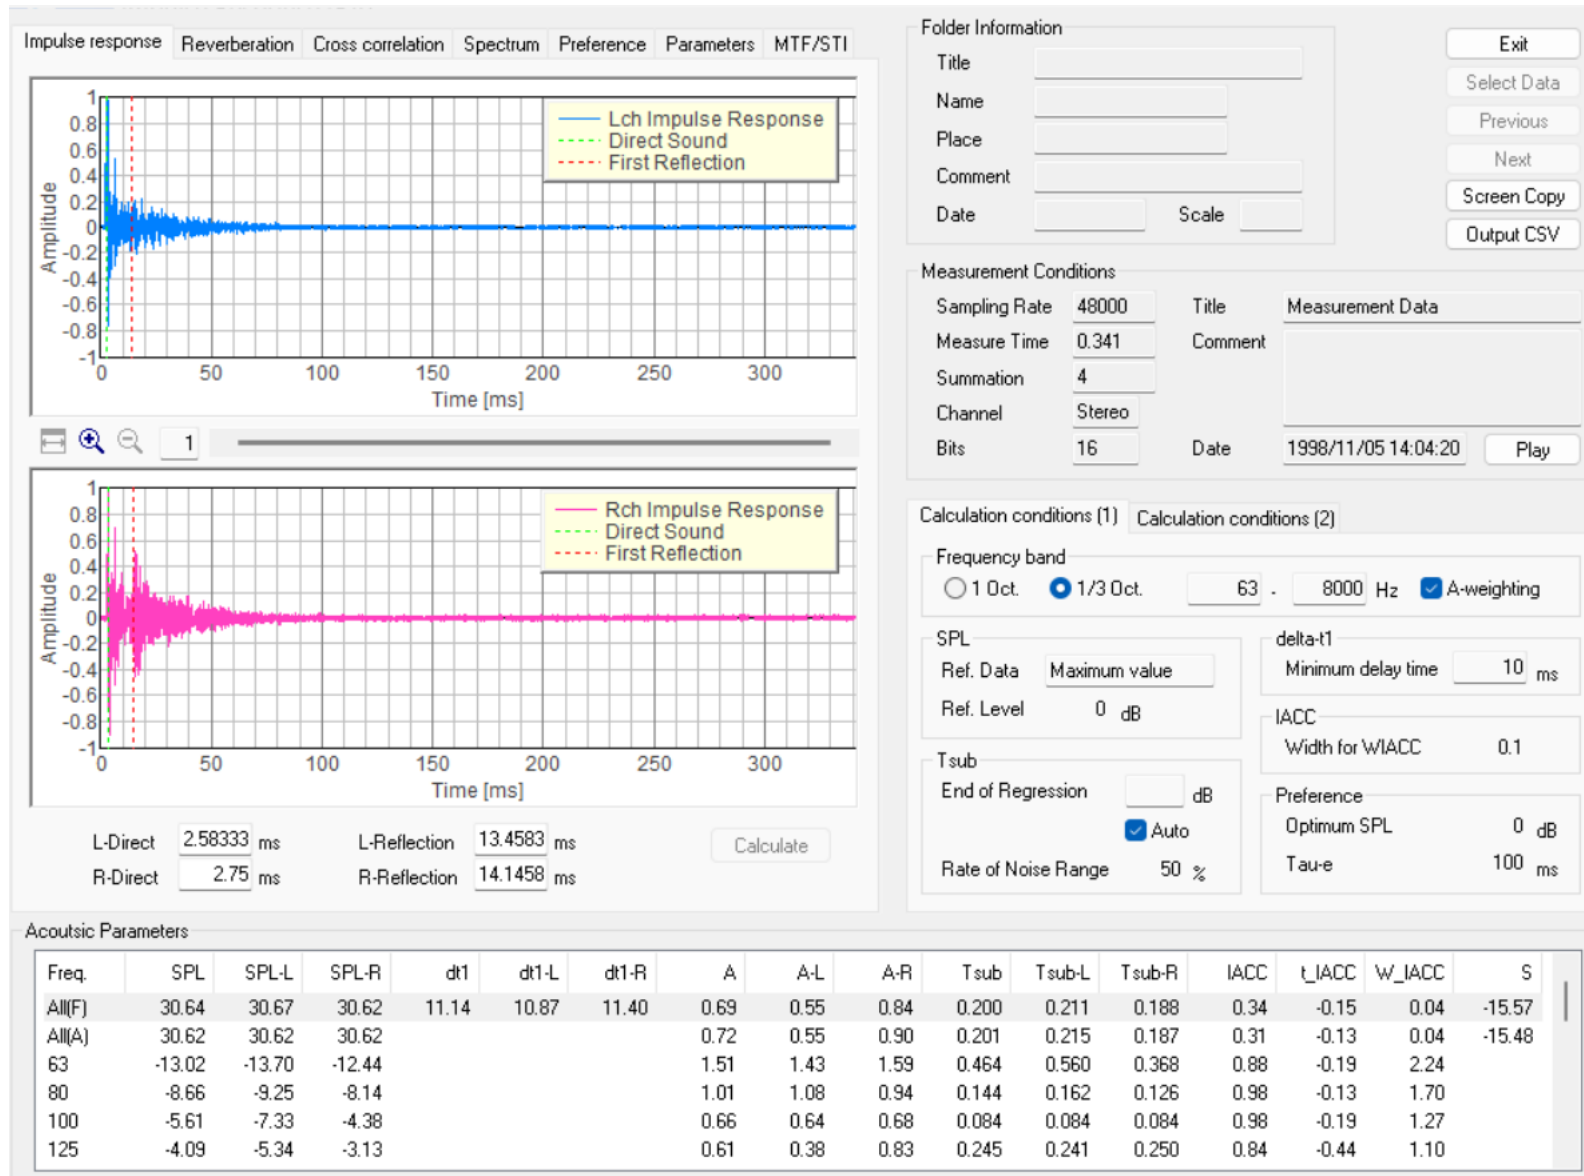 Impulse response Reverberation Cross correlation Spectrum Preference Parameters MTF/STI
1
0.8
0.6
0.4
0.2
0
-0.2
-0.4
-0.6
-0.8
-1
Amplitude
Lch Impulse Response
Direct Sound
First Reflection
0 50 100 150 200 250 300
Time [ms]
1
1
0.8
0.6
0.4
0.2
0
-0.2
-0.4
-0.6
-0.8
-1
Amplitude
Rch Impulse Response
Direct Sound
First Reflection
0 50 100 150 200 250 300
Time [ms]
L-Direct 2.58333 ms L-Reflection 13.4583 ms
R-Direct 2.75 ms R-Reflection 14.1458 ms
Calculate
Folder Information
Title
Name
Place
Comment
Date Scale
Exit
Select Data
Previous
Next
Screen Copy
Output CSV
Measurement Conditions
Sampling Rate 48000 Title Measurement Data
Measure Time 0.341 Comment
Summation 4
Channel Stereo
Bits 16 Date 1998/11/05 14:04:20 Play
Calculation conditions (1) Calculation conditions (2)
Frequency band
1 Oct. 1/3 Oct. 63 - 8000 Hz A-weighting
SPL
Ref. Data Maximum value
Ref. Level 0 dB
delta-t1
Minimum delay time 10 ms
IACC
Width for WIACC 0.1
Tsub
End of Regression dB
Auto
Rate of Noise Range 50 %
Preference
Optimum SPL 0 dB
Tau-e 100 ms
Acoutsic Parameters
Freq. SPL SPL-L SPL-R dt1 dt1-L dt1-R A A-L A-R Tsub Tsub-L Tsub-R IACC t_IACC W_IACC S
All(F) 30.64 30.67 30.62 11.14 10.87 11.40 0.69 0.55 0.84 0.200 0.211 0.188 0.34 -0.15 0.04 -15.57
All(A) 30.62 30.62 30.62 0.72 0.55 0.90 0.201 0.215 0.187 0.31 -0.13 0.04 -15.48
63 -13.02 -13.70 -12.44 1.51 1.43 1.59 0.464 0.560 0.368 0.88 -0.19 2.24
80 -8.66 -9.25 -8.14 1.01 1.08 0.94 0.144 0.162 0.126 0.98 -0.13 1.70
100 -5.61 -7.33 -4.38 0.66 0.64 0.68 0.084 0.084 0.084 0.98 -0.19 1.27
125 -4.09 -5.34 -3.13 0.61 0.38 0.83 0.245 0.241 0.250 0.84 -0.44 1.10